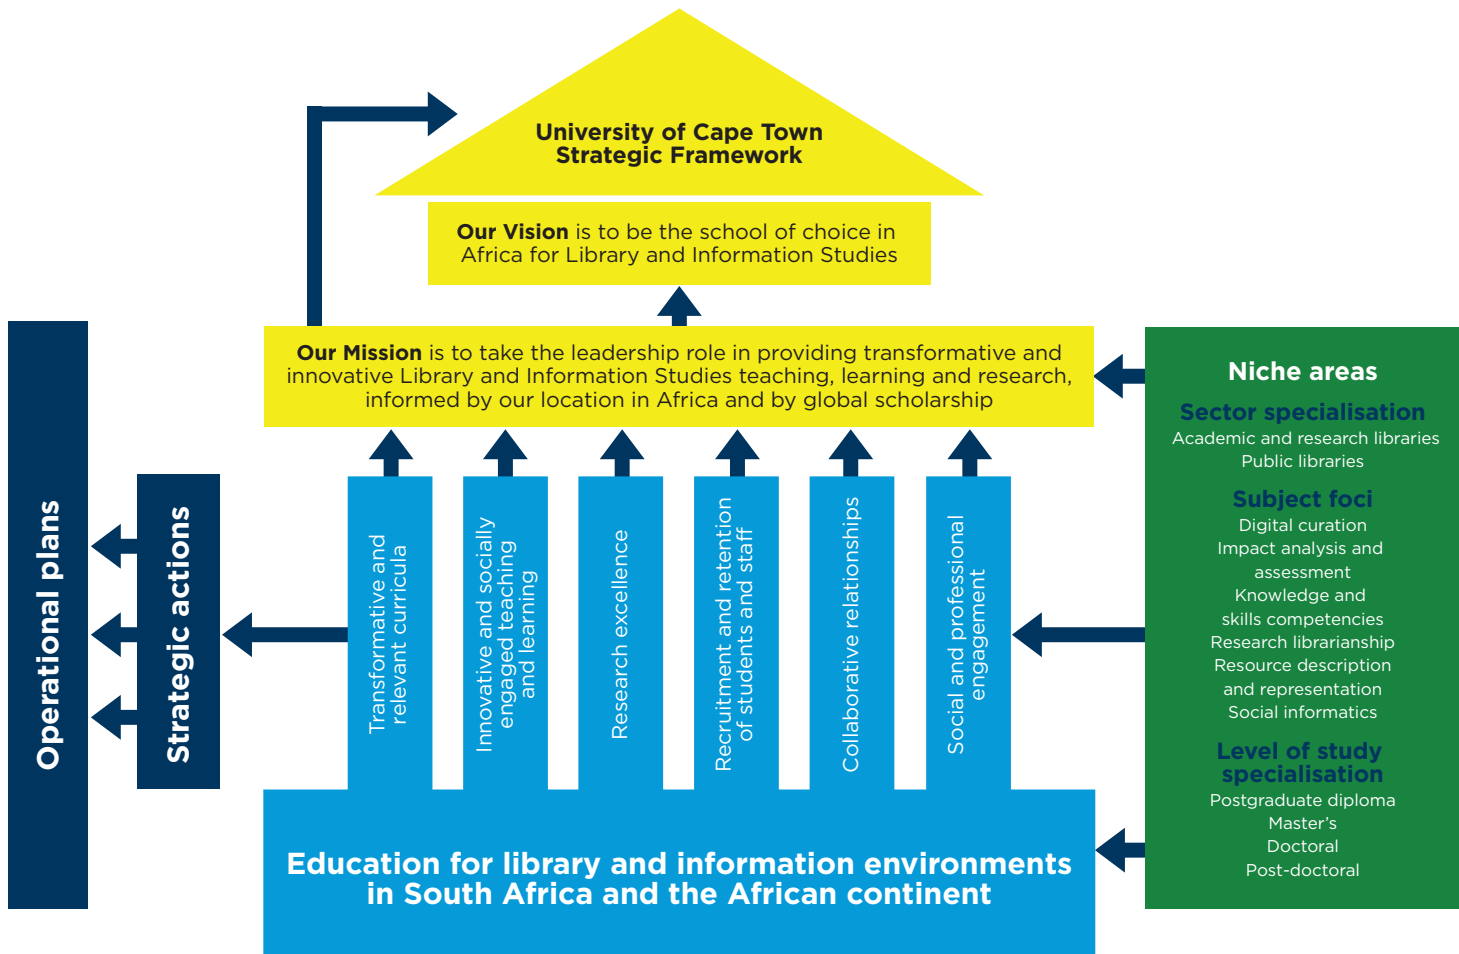 University of Cape Town
Strategic Framework
Our Vision is to be the school of choice in
Africa for Library and Information Studies
Our Mission is to take the leadership role in providing transformative and
innovative Library and Information Studies teaching, learning and research,
informed by our location in Africa and by global scholarship
Operational plans
Strategic actions
Transformative and
relevant curricula
Innovative and socially
engaged teaching
and learning
Research excellence
Recruitment and retention
of students and staff
Collaborative relationships
Social and professional
engagement
Education for library and information environments
in South Africa and the African continent
Niche areas
Sector specialisation
Academic and research libraries
Public libraries
Subject foci
Digital curation
Impact analysis and
assessment
Knowledge and
skills competencies
Research librarianship
Resource description
and representation
Social informatics
Level of study
specialisation
Postgraduate diploma
Master’s
Doctoral
Post-doctoral